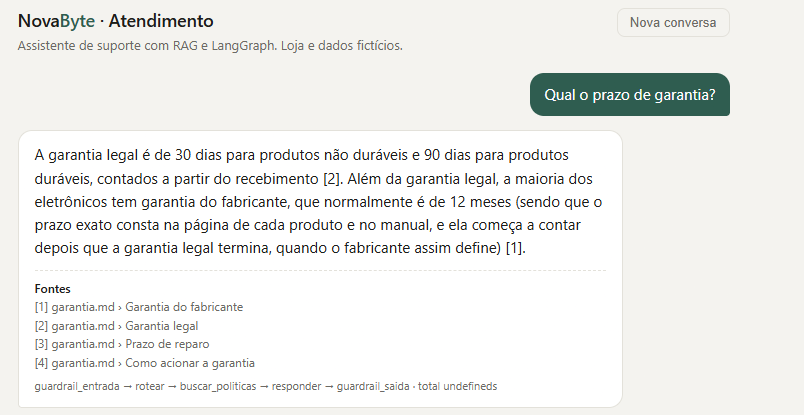 NovaByte · Atendimento
Nova conversa
Assistente de suporte com RAG e LangGraph. Loja e dados fictícios.
Qual o prazo de garantia?
A garantia legal é de 30 dias para produtos não duráveis e 90 dias para produtos
duráveis, contados a partir do recebimento [2]. Além da garantia legal, a maioria dos
eletrônicos tem garantia do fabricante, que normalmente é de 12 meses (sendo que o
prazo exato consta na página de cada produto e no manual, e ela começa a contar
depois que a garantia legal termina, quando o fabricante assim define) [1].
Fontes
[1] garantia.md › Garantia do fabricante
[2] garantia.md › Garantia legal
[3] garantia.md › Prazo de reparo
[4] garantia.md › Como acionar a garantia
guardrail_entrada → rotear → buscar_politicas → responder → guardrail_saida · total undefineds